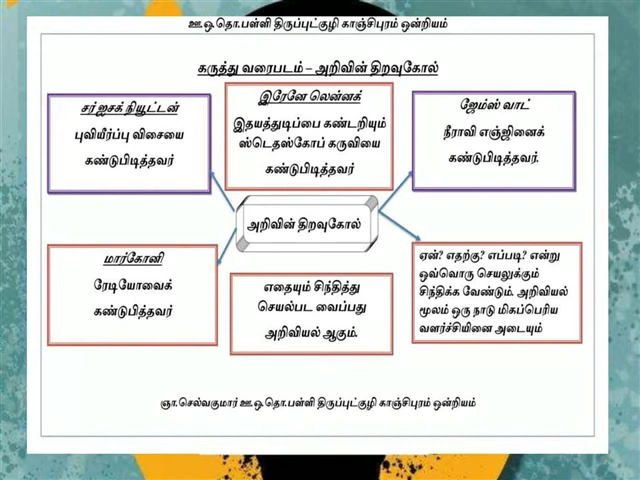 ஊ.ஒ.தொ.பள்ளி திருப்புட்குழி காஞ்சிபுரம் ஒன்றியம்
கருத்து வரைபடம் – அறிவின் திறவுகோல்
சர் ஐசக் நியூட்டன்
புவியீர்ப்பு விசையை
கண்டுபிடித்தவர்
இரேனே லென்னக்
இதயத்துடிப்பை கண்டறியும்
ஸ்டெதஸ்கோப் கருவியை
கண்டுபிடித்தவர்
ஜேம்ஸ் வாட்
நீராவி எஞ்ஜினைக்
கண்டுபிடித்தவர்.
அறிவின் திறவுகோல்
மார்கோனி
ரேடியோவைக்
கண்டுபித்தவர்
எதையும் சிந்தித்து
செயல்பட வைப்பது
அறிவியல் ஆகும்.
ஏன்? எதற்கு? எப்படி? என்று
ஒவ்வொரு செயலுக்கும்
சிந்திக்க வேண்டும். அறிவியல்
மூலம் ஒரு நாடு மிகப்பெரிய
வளர்ச்சியினை அடையும்
ஞா.செல்வகுமார் ஊ.ஒ.தொ.பள்ளி திருப்புட்குழி காஞ்சிபுரம் ஒன்றியம்